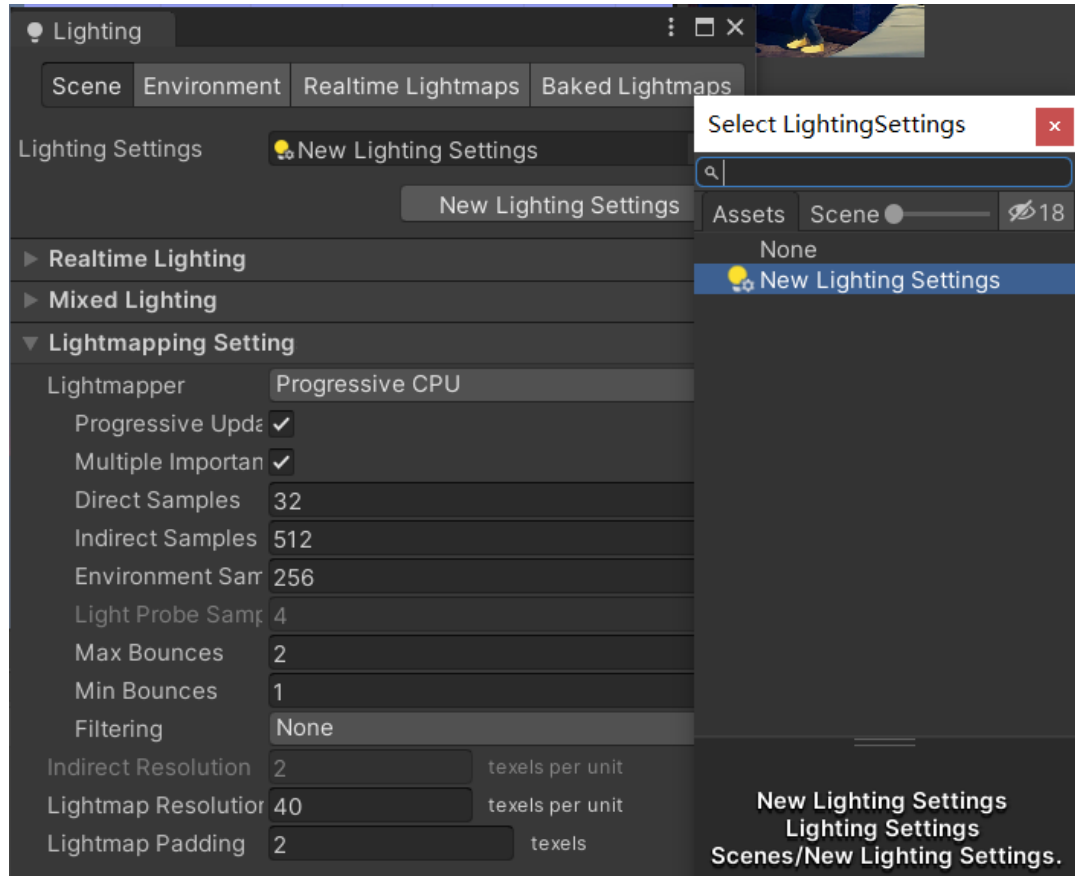 Lighting
Scene Environment Realtime Lightmaps Baked Lightmaps
Lighting Settings New Lighting Settings
New Lighting Settings
Realtime Lighting
Mixed Lighting
Lightmapping Setting
Lightmapper Progressive CPU
Progressive Upda
Multiple Importan
Direct Samples 32
Indirect Samples 512
Environment Sam 256
Light Probe Samp 4
Max Bounces 2
Min Bounces 1
Filtering None
Indirect Resolution 2 texels per unit
Lightmap Resolution 40 texels per unit
Lightmap Padding 2 texels
Select LightingSettings
Assets Scene 18
None
New Lighting Settings
New Lighting Settings
Lighting Settings
Scenes/New Lighting Settings.